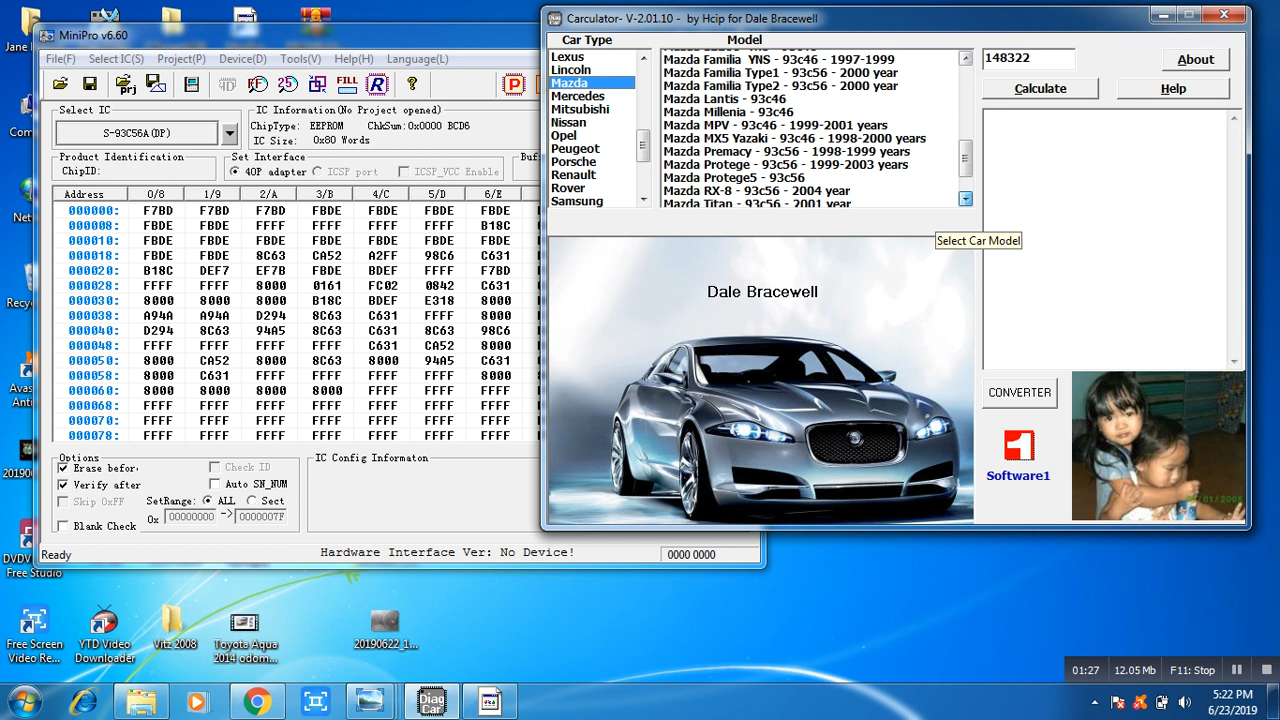 MiniPro v6.60
File(F) Select IC(S) Project(P) Device(D) Tools(V) Help(H) Language(L)
Select IC
S-93C56A(DP)
IC Information(No Project opened)
ChipType: EEPROM ChkSum:0x0000 BCD6
IC Size: 0x80 Words
Product Identification
ChipID:
Set Interface
40P adapter
ICSP port
ICSP_VCC Enable
Address 0/8 1/9 2/A 3/B 4/C 5/D 6/E
000000: F7BD F7BD F7BD FBDE FBDE FBDE FBDE
000008: FBDE FBDE FFFF FFFF FFFF FFFF B18C
000010: FBDE FBDE FBDE FBDE FBDE FBDE FBDE
000018: FBDE FBDE 8C63 CA52 A2FF 98C6 C631
000020: B18C DEF7 EF7B BDEF BDEF FFFF F7BD
000028: FFFF FFFF 8000 0161 FC02 0842 C631
000030: 8000 8000 B18C BDEF E318 8000
000038: A94A A94A D294 8C63 C631 FFFF 8000
000040: D294 8C63 94A5 8C63 C631 8C63 98C6
000048: FFFF FFFF FFFF FFFF C631 CA52 8000
000050: 8000 CA52 8000 8C63 8000 94A5 C631
000058: 8000 C631 FFFF FFFF FFFF FFFF 8000
000060: 8000 8000 8000 8000 FFFF FFFF FFFF
000068: FFFF FFFF FFFF FFFF FFFF FFFF FFFF
000070: FFFF FFFF FFFF FFFF FFFF FFFF FFFF
000078: FFFF FFFF FFFF FFFF FFFF FFFF FFFF
Options
Erase before
Check ID
Verify after
Auto SN_NUM
Skip 0xFF
SetRange: ALL Sect
Blank Check
0x 00000000 -> 0000007F
IC Config Informaton
Ready
Hardware Interface Ver: No Device!
0000 0000
Carculator- V-2.01.10 - by Hcip for Dale Bracewell
Car Type
Model
Lexus
Lincoln
Mazda
Mercedes
Mitsubishi
Nissan
Opel
Peugeot
Porsche
Renault
Rover
Samsung
Mazda Familia YNS - 93c46 - 1997-1999
Mazda Familia Type1 - 93c56 - 2000 year
Mazda Familia Type2 - 93c56 - 2000 year
Mazda Lantis - 93c46
Mazda Millenia - 93c46
Mazda MPV - 93c46 - 1999-2001 years
Mazda MX5 Yazaki - 93c46 - 1998-2000 years
Mazda Premacy - 93c56 - 1998-1999 years
Mazda Protege - 93c56 - 1999-2003 years
Mazda Protege5 - 93c56
Mazda RX-8 - 93c56 - 2004 year
Mazda Titan - 93c56 - 2001 year
148322
About
Calculate
Help
Select Car Model
Dale Bracewell
CONVERTER
1
Software1
Free Studio
Free Screen
Video Re...
YTD Video
Downloader
Vitz 2008
Toyota Aqua
2014 odom...
20190622_1...
01:27
12.05 Mb
F11: Stop
Diag
Car
5:22 PM
6/23/2019